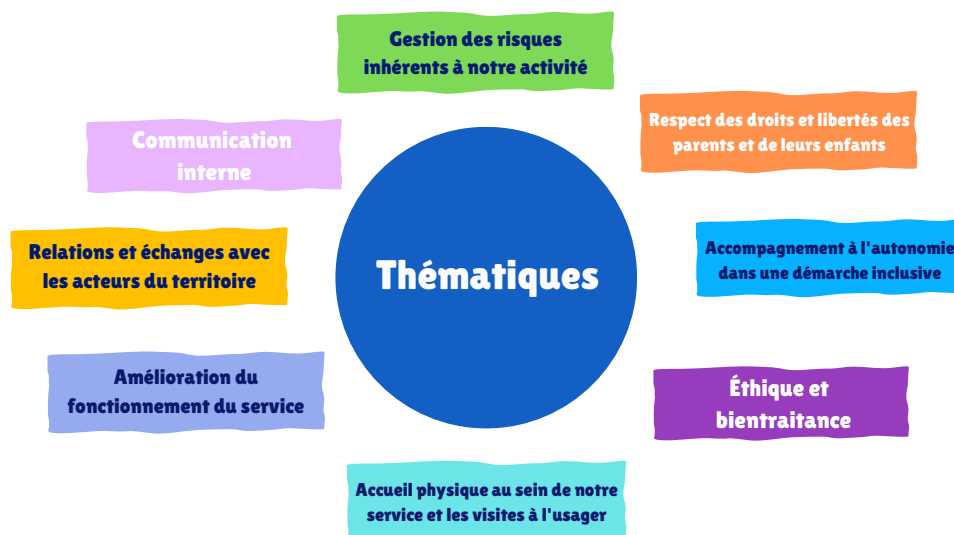 Gestion des risques
inhérents à notre activité
Respect des droits et libertés des
parents et de leurs enfants
Communication
interne
Relations et échanges avec
les acteurs du territoire
Thématiques
Accompagnement à l'autonomie
dans une démarche inclusive
Amélioration du
fonctionnement du service
Éthique et
bientraitance
Accueil physique au sein de notre
service et les visites à l'usager